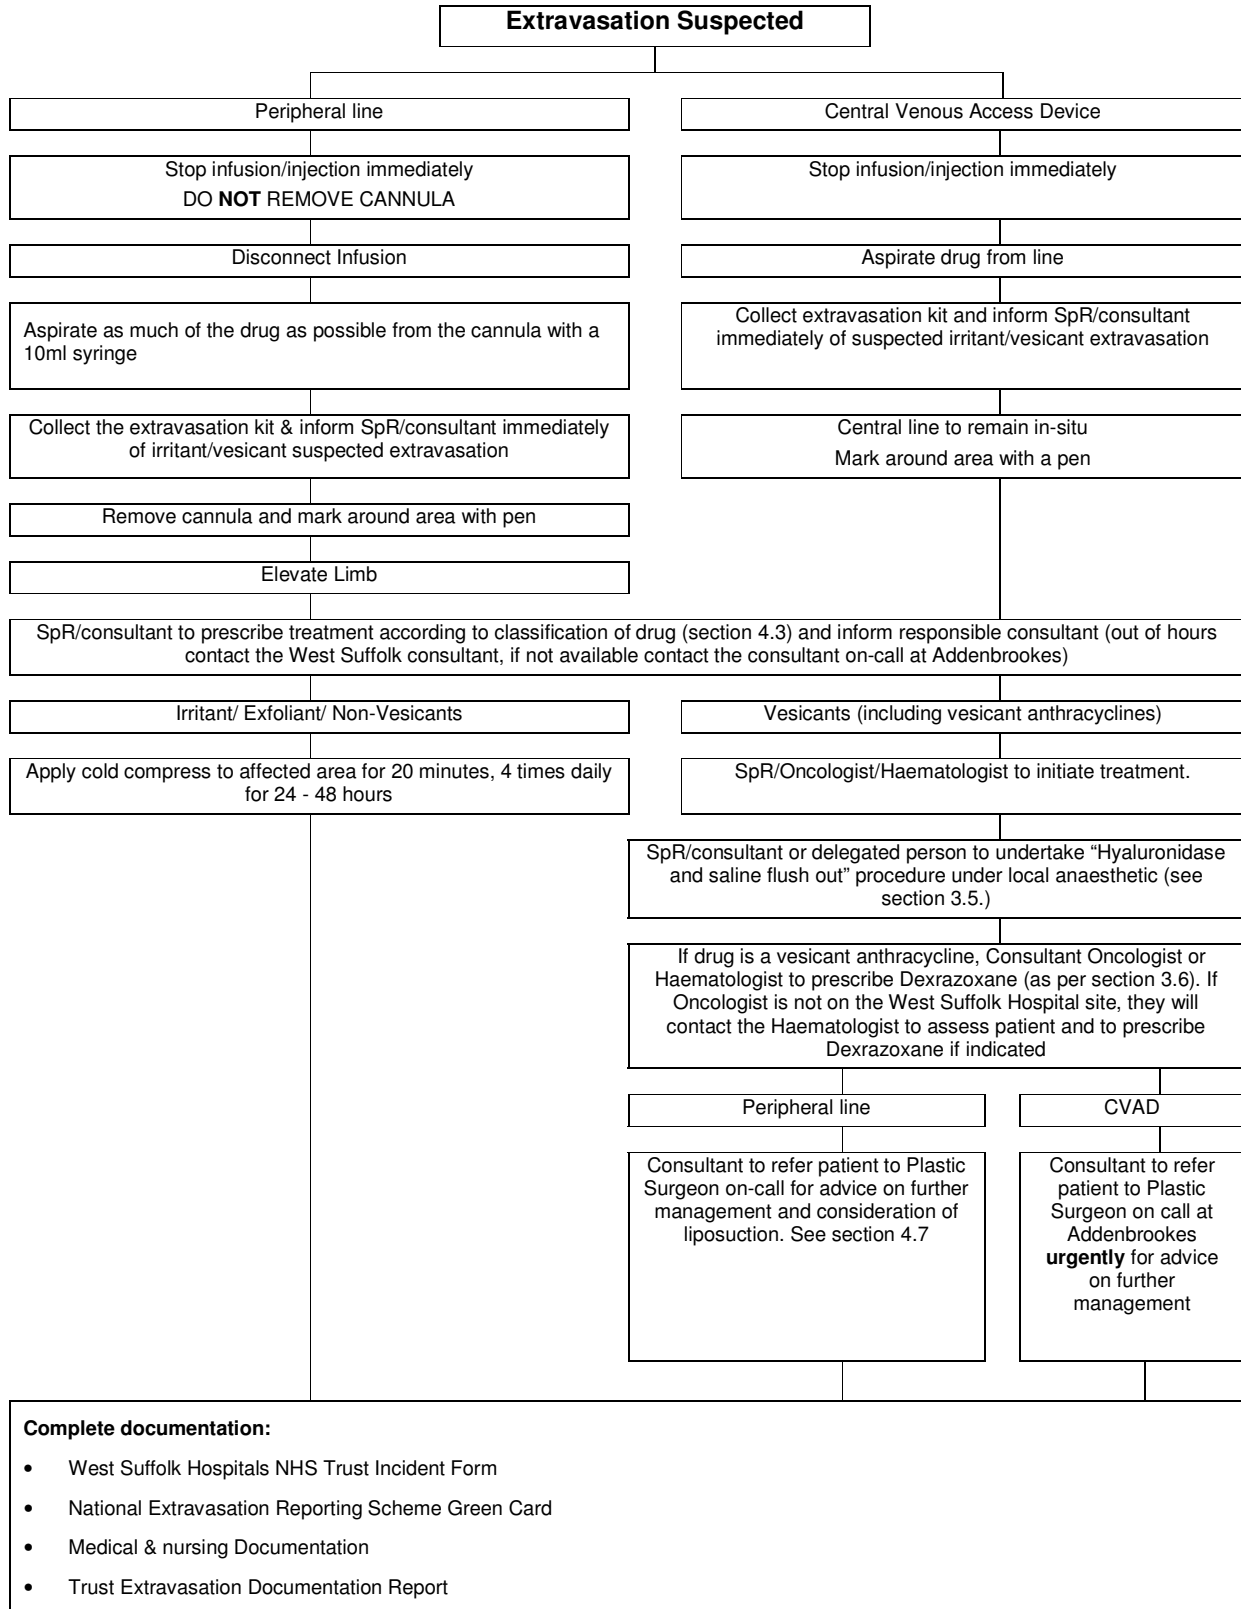 Extravasation Suspected
Peripheral line
Central Venous Access Device
Stop infusion/injection immediately
DO NOT REMOVE CANNULA
Stop infusion/injection immediately
Disconnect Infusion
Aspirate drug from line
Aspirate as much of the drug as possible from the cannula with a
10ml syringe
Collect extravasation kit and inform SpR/consultant
immediately of suspected irritant/vesicant extravasation
Collect the extravasation kit & inform SpR/consultant immediately
of irritant/vesicant suspected extravasation
Central line to remain in-situ
Mark around area with a pen
Remove cannula and mark around area with pen
Elevate Limb
SpR/consultant to prescribe treatment according to classification of drug (section 4.3) and inform responsible consultant (out of hours
contact the West Suffolk consultant, if not available contact the consultant on-call at Addenbrookes)
Irritant/ Exfoliant/ Non-Vesicants
Vesicants (including vesicant anthracyclines)
Apply cold compress to affected area for 20 minutes, 4 times daily
for 24 - 48 hours
SpR/Oncologist/Haematologist to initiate treatment.
SpR/consultant or delegated person to undertake “Hyaluronidase
and saline flush out” procedure under local anaesthetic (see
section 3.5.)
If drug is a vesicant anthracycline, Consultant Oncologist or
Haematologist to prescribe Dexrazoxane (as per section 3.6). If
Oncologist is not on the West Suffolk Hospital site, they will
contact the Haematologist to assess patient and to prescribe
Dexrazoxane if indicated
Peripheral line
CVAD
Consultant to refer patient to Plastic
Surgeon on-call for advice on further
management and consideration of
liposuction. See section 4.7
Consultant to refer
patient to Plastic
Surgeon on call at
Addenbrookes
urgently for advice
on further
management
Complete documentation:
• West Suffolk Hospitals NHS Trust Incident Form
• National Extravasation Reporting Scheme Green Card
• Medical & nursing Documentation
• Trust Extravasation Documentation Report